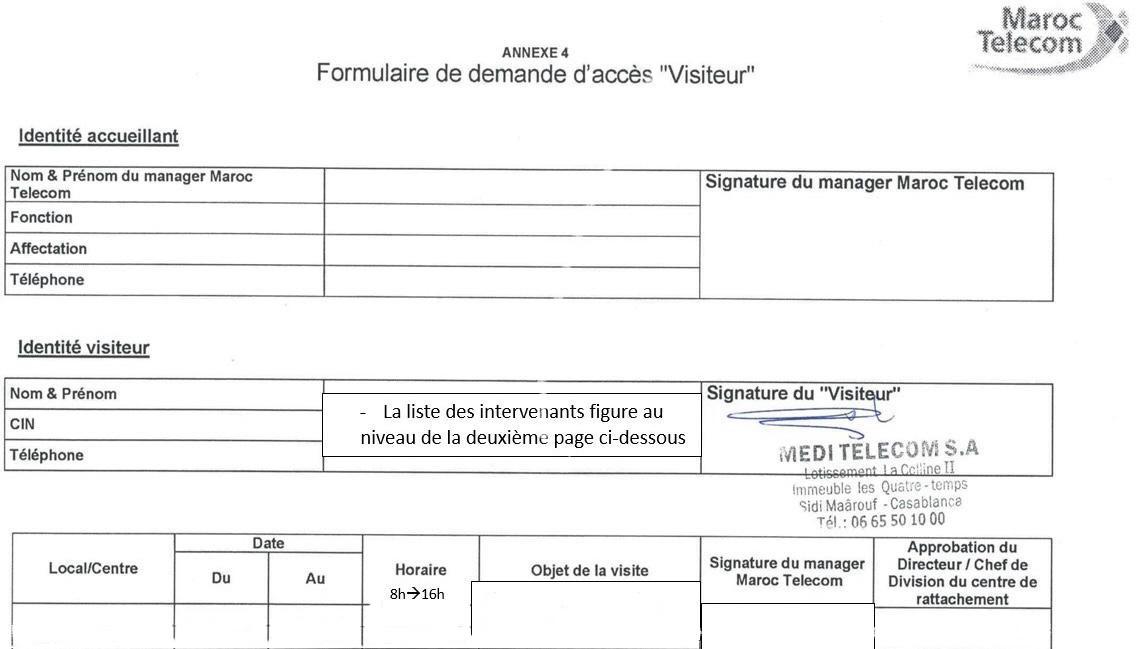 Maroc
Telecom
ANNEXE 4
Formulaire de demande d'accès "Visiteur"
Identité accueillant
Nom & Prénom du manager Maroc
Telecom
Signature du manager Maroc Telecom
Fonction
Affectation
Téléphone
Identité visiteur
Nom & Prénom
Signature du "Visiteur"
- La liste des intervenants figure au
niveau de la deuxième page ci-dessous
CIN
Téléphone
MEDI TELECOM S.A
Lotissement La Colline II
Immeuble les Quatre-temps
Sidi Maârouf - Casablanca
Tél.: 06 65 50 10 00
Local/Centre
Date
Du
Au
Horaire
8h→16h
Objet de la visite
Signature du manager
Maroc Telecom
Approbation du
Directeur / Chef de
Division du centre de
rattachement